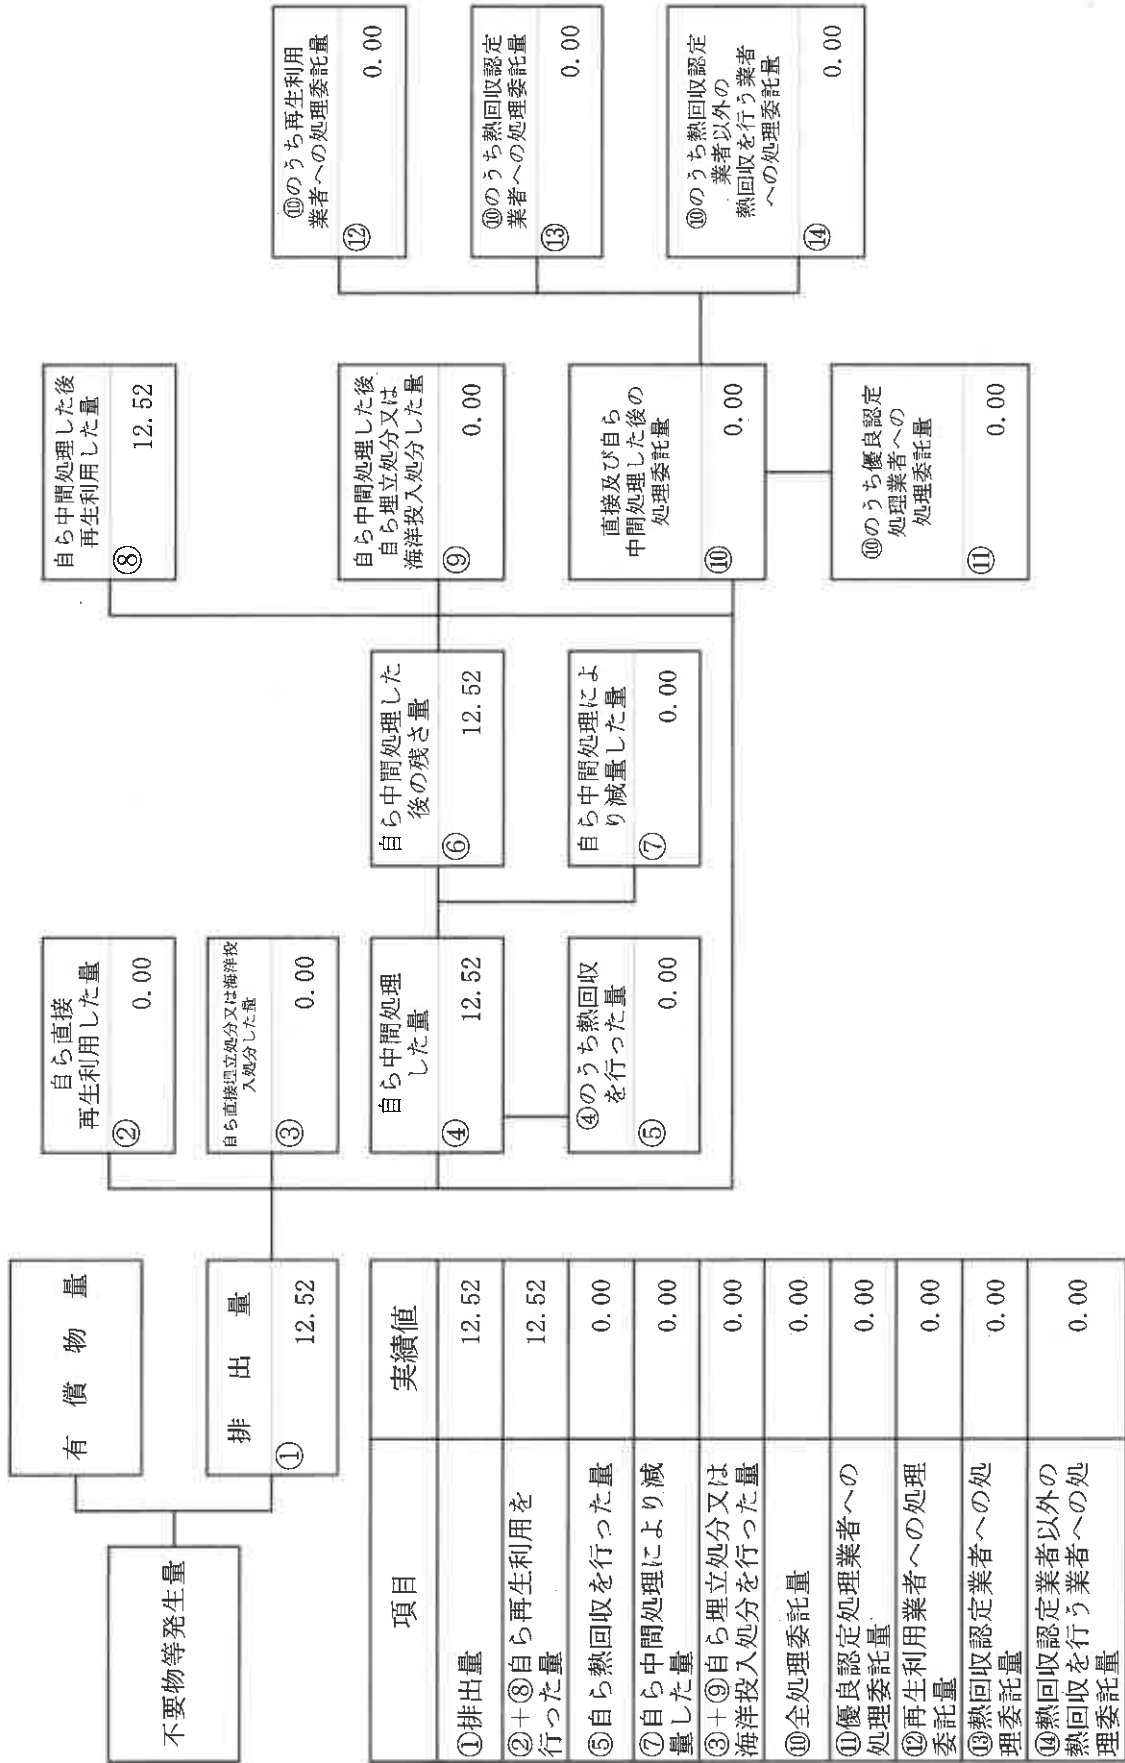 不要物等発生量
有償物量
排出量
①
12.52
自ら直接
再生利用した量
②
0.00
自ら直接埋立処分又は海洋投
入処分した量
③
0.00
自ら中間処理
した量
④
12.52
④のうち熱回収
を行った量
⑤
0.00
自ら中間処理した
後の残さ量
⑥
12.52
自ら中間処理によ
り減量した量
⑦
0.00
自ら中間処理した後
再生利用した量
⑧
12.52
自ら中間処理した後
自ら埋立処分又は
海洋投入処分した量
⑨
0.00
直接及び自ら
中間処理した後の
処理委託量
⑩
0.00
⑩のうち優良認定
処理業者への
処理委託量
⑪
0.00
⑩のうち再生利用
業者への処理委託量
⑫
0.00
⑩のうち熱回収認定
業者への処理委託量
⑬
0.00
⑩のうち熱回収認定
業者以外の
熱回収を行う業者
への処理委託量
⑭
0.00
項目 実績値
①排出量 12.52
②+⑧自ら再生利用を
行った量 12.52
⑤自ら熱回収を行った量 0.00
⑦自ら中間処理により減
量した量 0.00
③+⑨自ら埋立処分又は
海洋投入処分を行った量 0.00
⑩全処理委託量 0.00
⑪優良認定処理業者への
処理委託量 0.00
⑫再生利用業者への処理
委託量 0.00
⑬熱回収認定業者への処
理委託量 0.00
⑭熱回収認定業者以外の
熱回収を行う業者への処
理委託量 0.00